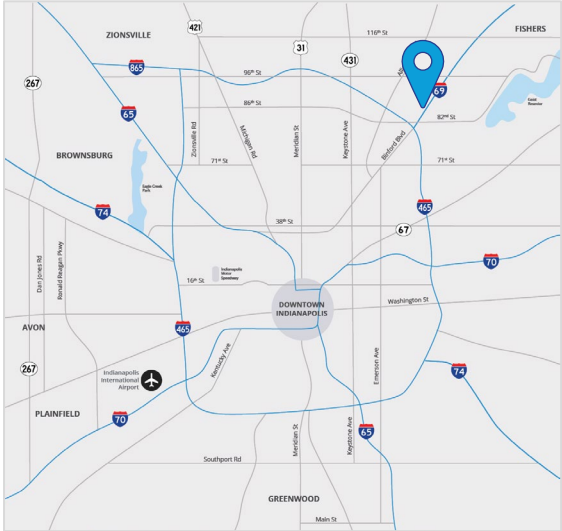 421
FISHERS
ZIONSVILLE
116th St
31
431
865
96th St
267
69
86th St
65
82nd St
Zionsville Rd
Michigan Rd
Meridian St
Keystone Ave
Binford Blvd
71st St
71st St
BROWNSBURG
Eagle Creek
Park
74
465
38th St
67
70
Dan Jones Rd
Ronald Reagan Pkwy
Indianapolis
Motor
Speedway
16th St
DOWNTOWN
INDIANAPOLIS
Washington St
AVON
465
267
Kentucky Ave
Emerson Ave
Indianapolis
International
Airport
74
PLAINFIELD
70
Meridian St
Keystone Ave
65
Southport Rd
GREENWOOD
Main St